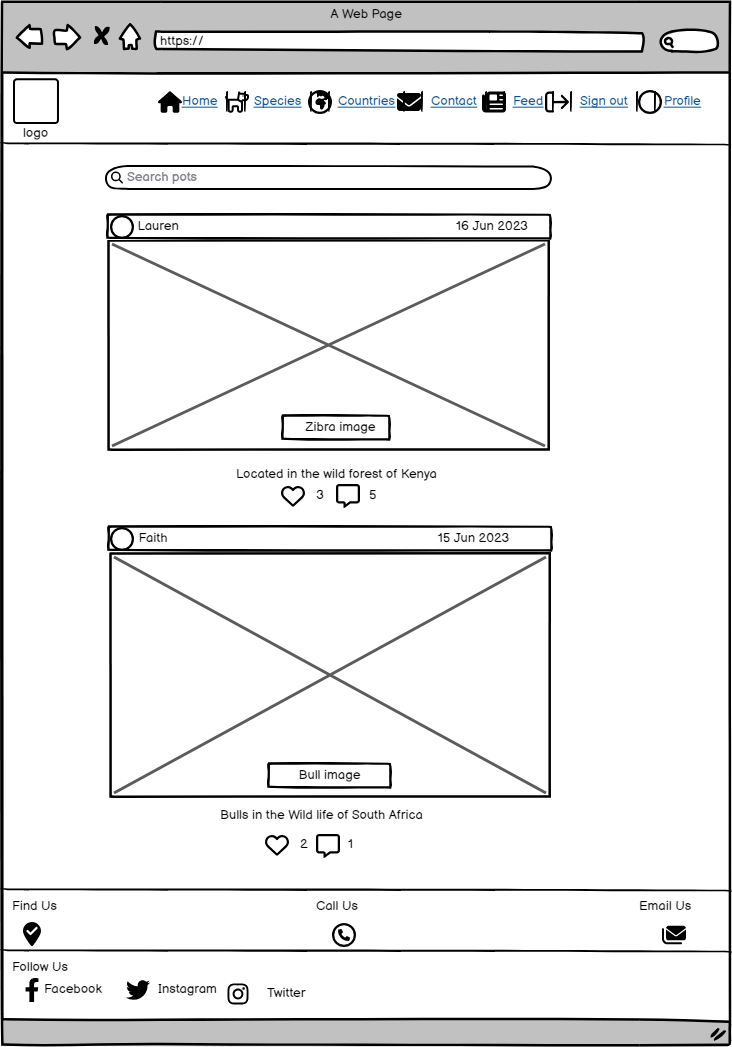 A Web Page
https://
logo
Home Species Countries Contact Feed Sign out Profile
Search pots
Lauren 16 Jun 2023
Zibra image
Located in the wild forest of Kenya
3 5
Faith 15 Jun 2023
Bull image
Bulls in the Wild life of South Africa
2 1
Find Us Call Us Email Us
Follow Us
Facebook Instagram Twitter